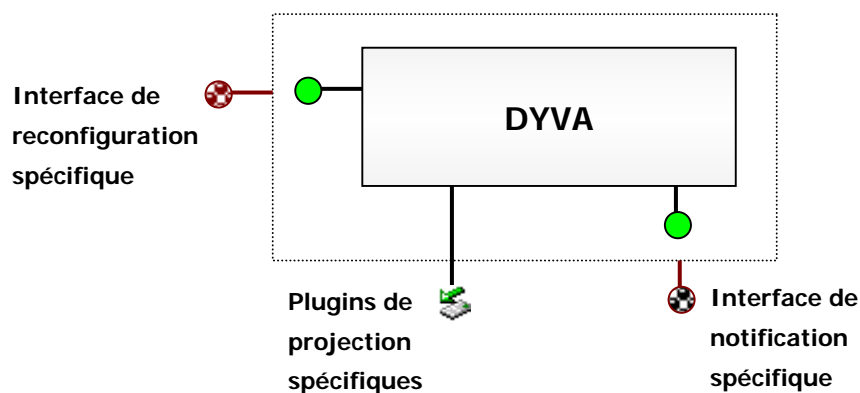 Interface de
reconfiguration
spécifique
DYVA
Plugins de
projection
spécifiques
Interface de
notification
spécifique